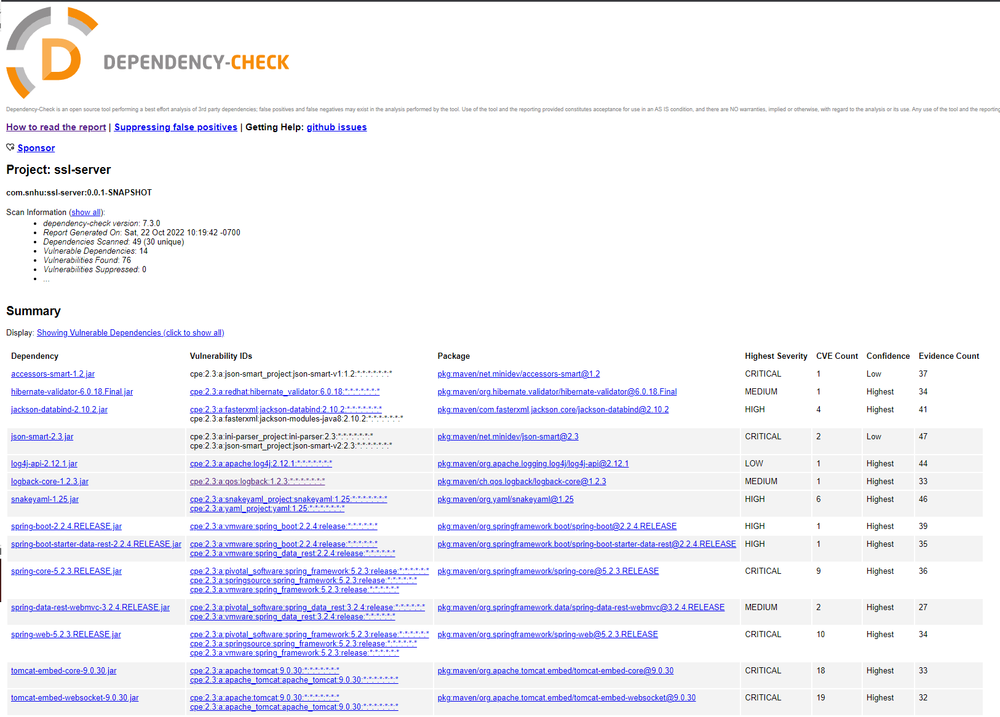 DEPENDENCY-CHECK
Dependency-Check is an open source tool performing a best effort analysis of 3rd party dependencies; false positives and false negatives may exist in the analysis performed by the tool. Use of the tool and the reporting provided constitutes acceptance for use in an AS IS condition, and there are NO warranties, implied or otherwise, with regard to the analysis or its use. Any use of the tool and the reporting
How to read the report | Suppressing false positives | Getting Help: github issues
Sponsor
Project: ssl-server
com.snhu:ssl-server:0.0.1-SNAPSHOT
Scan Information (show all):
• dependency-check version: 7.3.0
• Report Generated On: Sat, 22 Oct 2022 10:19:42 -0700
• Dependencies Scanned: 49 (30 unique)
• Vulnerable Dependencies: 14
• Vulnerabilities Found: 76
• Vulnerabilities Suppressed: 0
• ...
Summary
Display: Showing Vulnerable Dependencies (click to show all)
Dependency Vulnerability IDs Package Highest Severity CVE Count Confidence Evidence Count
accessors-smart-1.2.jar cpe:2.3:a:json-smart_project:json-smart-v1:1.2:*:*:*:*:*:*:* pkg:maven/net.minidev/accessors-smart@1.2 CRITICAL 1 Low 37
hibernate-validator-6.0.18.Final.jar cpe:2.3:a:redhat:hibernate_validator:6.0.18:*:*:*:*:*:*:* pkg:maven/org.hibernate.validator/hibernate-validator@6.0.18.Final MEDIUM 1 Highest 34
jackson-databind-2.10.2.jar cpe:2.3:a:fasterxml:jackson-databind:2.10.2:*:*:*:*:*:*:* pkg:maven/com.fasterxml.jackson.core/jackson-databind@2.10.2 HIGH 4 Highest 41
cpe:2.3:a:fasterxml:jackson-modules-java8:2.10.2:*:*:*:*:*:*:*
json-smart-2.3.jar cpe:2.3:a:ini-parser_project:ini-parser:2.3:*:*:*:*:*:*:* pkg:maven/net.minidev/json-smart@2.3 CRITICAL 2 Low 47
cpe:2.3:a:json-smart_project:json-smart-v2:2.3:*:*:*:*:*:*:*
log4j-api-2.12.1.jar cpe:2.3:a:apache:log4j:2.12.1:*:*:*:*:*:*:* pkg:maven/org.apache.logging.log4j/log4j-api@2.12.1 LOW 1 Highest 44
logback-core-1.2.3.jar cpe:2.3:a:qos:logback:1.2.3:*:*:*:*:*:*:* pkg:maven/ch.qos.logback/logback-core@1.2.3 MEDIUM 1 Highest 33
snakeyaml-1.25.jar cpe:2.3:a:snakeyaml_project:snakeyaml:1.25:*:*:*:*:*:*:* pkg:maven/org.yaml/snakeyaml@1.25 HIGH 6 Highest 46
cpe:2.3:a:yaml_project:yaml:1.25:*:*:*:*:*:*:*
spring-boot-2.2.4.RELEASE.jar cpe:2.3:a:vmware:spring_boot:2.2.4:release:*:*:*:*:*:* pkg:maven/org.springframework.boot/spring-boot@2.2.4.RELEASE HIGH 1 Highest 39
spring-boot-starter-data-rest-2.2.4.RELEASE.jar cpe:2.3:a:vmware:spring_boot:2.2.4:release:*:*:*:*:*:* pkg:maven/org.springframework.boot/spring-boot-starter-data-rest@2.2.4.RELEASE HIGH 1 Highest 35
cpe:2.3:a:vmware:spring_data_rest:2.2.4:release:*:*:*:*:*:*
spring-core-5.2.3.RELEASE.jar cpe:2.3:a:pivotal_software:spring_framework:5.2.3:release:*:*:*:*:*:* pkg:maven/org.springframework/spring-core@5.2.3.RELEASE CRITICAL 9 Highest 36
cpe:2.3:a:springsource:spring_framework:5.2.3:release:*:*:*:*:*:*
cpe:2.3:a:vmware:spring_framework:5.2.3:release:*:*:*:*:*:*
spring-data-rest-webmvc-3.2.4.RELEASE.jar cpe:2.3:a:pivotal_software:spring_data_rest:3.2.4:release:*:*:*:*:*:* pkg:maven/org.springframework.data/spring-data-rest-webmvc@3.2.4.RELEASE MEDIUM 2 Highest 27
cpe:2.3:a:vmware:spring_data_rest:3.2.4:release:*:*:*:*:*:*
spring-web-5.2.3.RELEASE.jar cpe:2.3:a:pivotal_software:spring_framework:5.2.3:release:*:*:*:*:*:* pkg:maven/org.springframework/spring-web@5.2.3.RELEASE CRITICAL 10 Highest 34
cpe:2.3:a:springsource:spring_framework:5.2.3:release:*:*:*:*:*:*
cpe:2.3:a:vmware:spring_framework:5.2.3:release:*:*:*:*:*:*
tomcat-embed-core-9.0.30.jar cpe:2.3:a:apache:tomcat:9.0.30:*:*:*:*:*:*:* pkg:maven/org.apache.tomcat.embed/tomcat-embed-core@9.0.30 CRITICAL 18 Highest 33
cpe:2.3:a:apache_tomcat:apache_tomcat:9.0.30:*:*:*:*:*:*:*
tomcat-embed-websocket-9.0.30.jar cpe:2.3:a:apache:tomcat:9.0.30:*:*:*:*:*:*:* pkg:maven/org.apache.tomcat.embed/tomcat-embed-websocket@9.0.30 CRITICAL 19 Highest 32
cpe:2.3:a:apache_tomcat:apache_tomcat:9.0.30:*:*:*:*:*:*:*